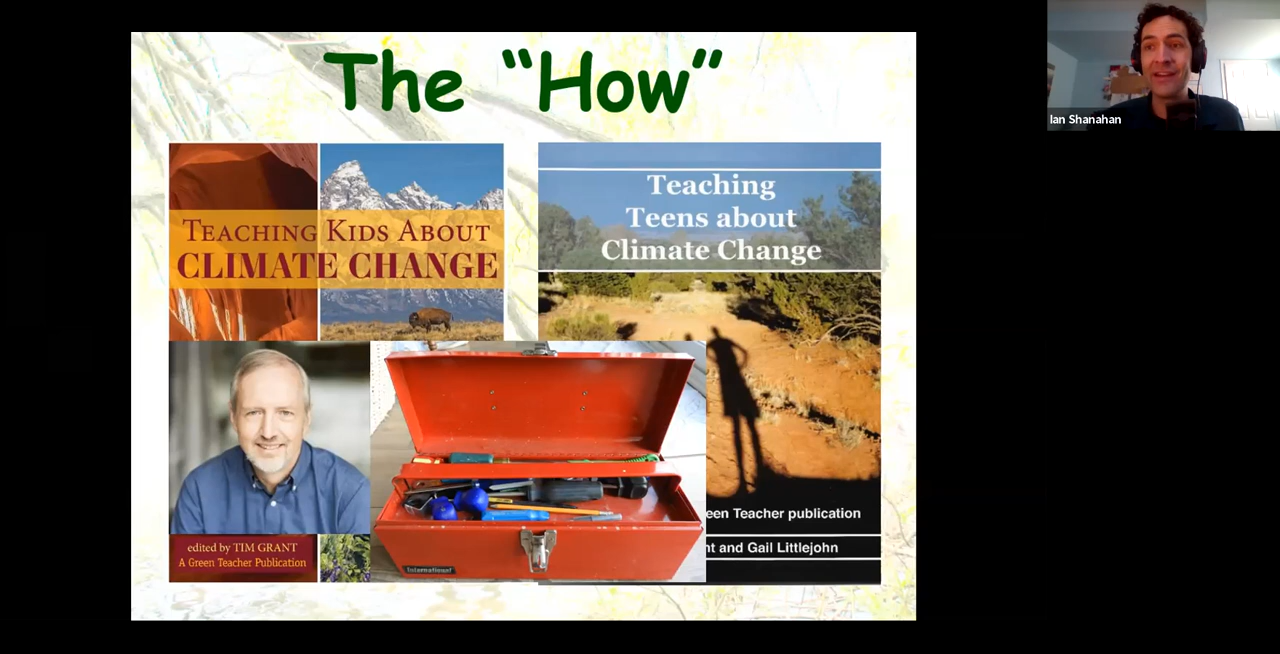 The “How”
Ian Shanahan
TEACHING KIDS ABOUT
CLIMATE CHANGE
Teaching
Teens about
Climate Change
edited by TIM GRANT
A Green Teacher Publication
International
een Teacher publication
nt and Gail Littlejohn